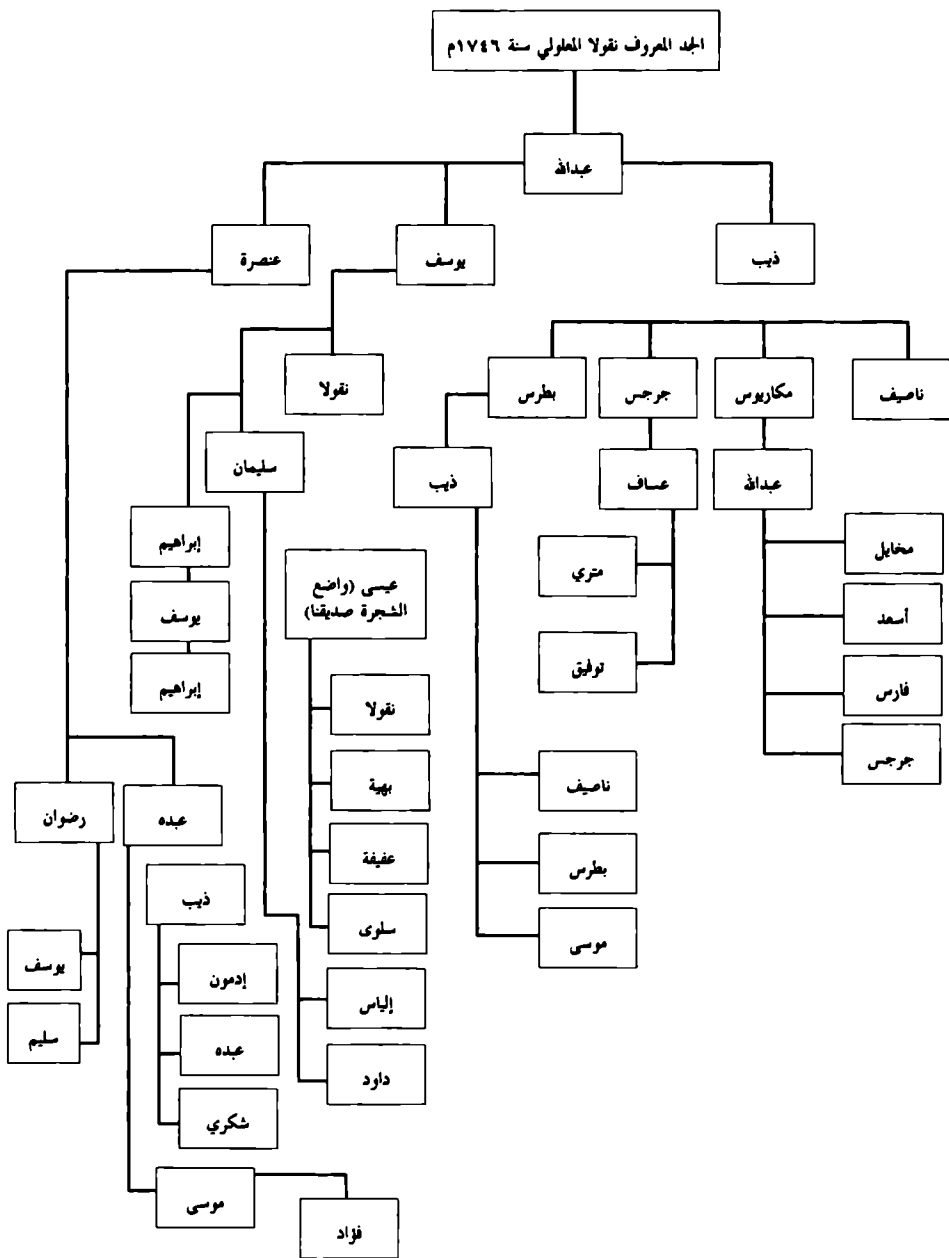 الجد المعروف نقولا المعلولي سنة ١٧٤٦م
عبدالله
ذيب
يوسف
عنصرة
ناصيف
مكاريوس
جرجس
بطرس
نقولا
سليمان
عبدالله
عساف
ذيب
إبراهيم
يوسف
إبراهيم
مخايل
أسعد
فارس
جرجس
متري
توفيق
عيسى (واضع
الشجرة صديقنا)
نقولا
بهية
عفيفة
سلوى
ناصيف
بطرس
موسى
إلياس
داود
عبده
رضوان
ذيب
إدمون
عبده
شكري
يوسف
سليم
موسى
فؤاد